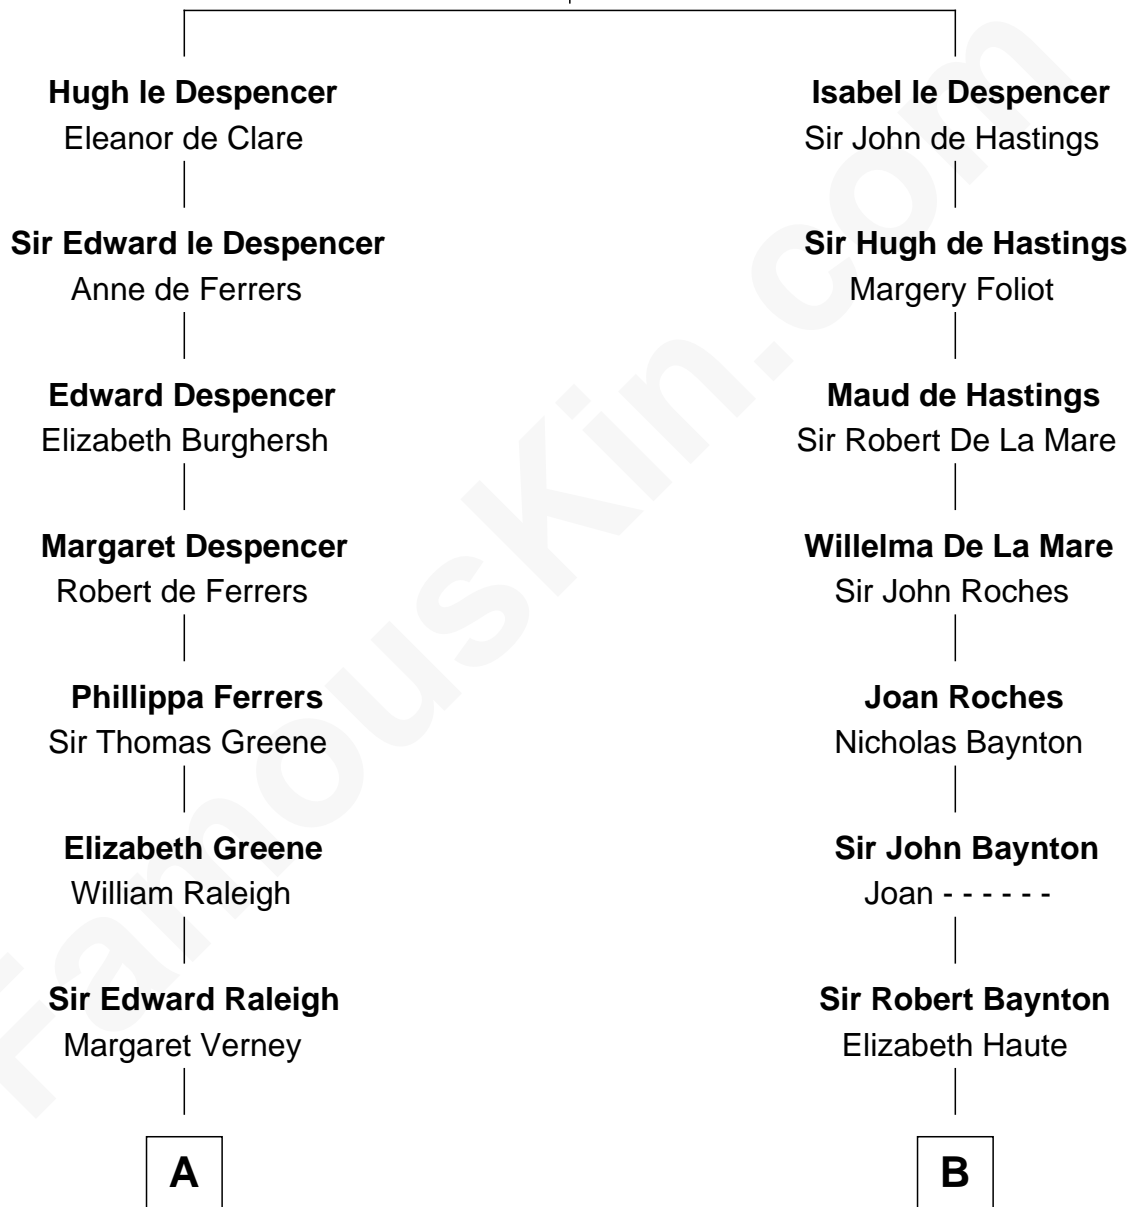 Hugh le Despencer
Eleanor de Clare
Sir Edward le Despencer
Anne de Ferrers
Edward Despencer
Elizabeth Burghersh
Margaret Despencer
Robert de Ferrers
Phillippa Ferrers
Sir Thomas Greene
Elizabeth Greene
William Raleigh
Sir Edward Raleigh
Margaret Verney
A
Isabel le Despencer
Sir John de Hastings
Sir Hugh de Hastings
Margery Foliot
Maud de Hastings
Sir Robert De La Mare
Willelma De La Mare
Sir John Roches
Joan Roches
Nicholas Baynton
Sir John Baynton
Joan - - - - - -
Sir Robert Baynton
Elizabeth Haute
B
FamousKin.com